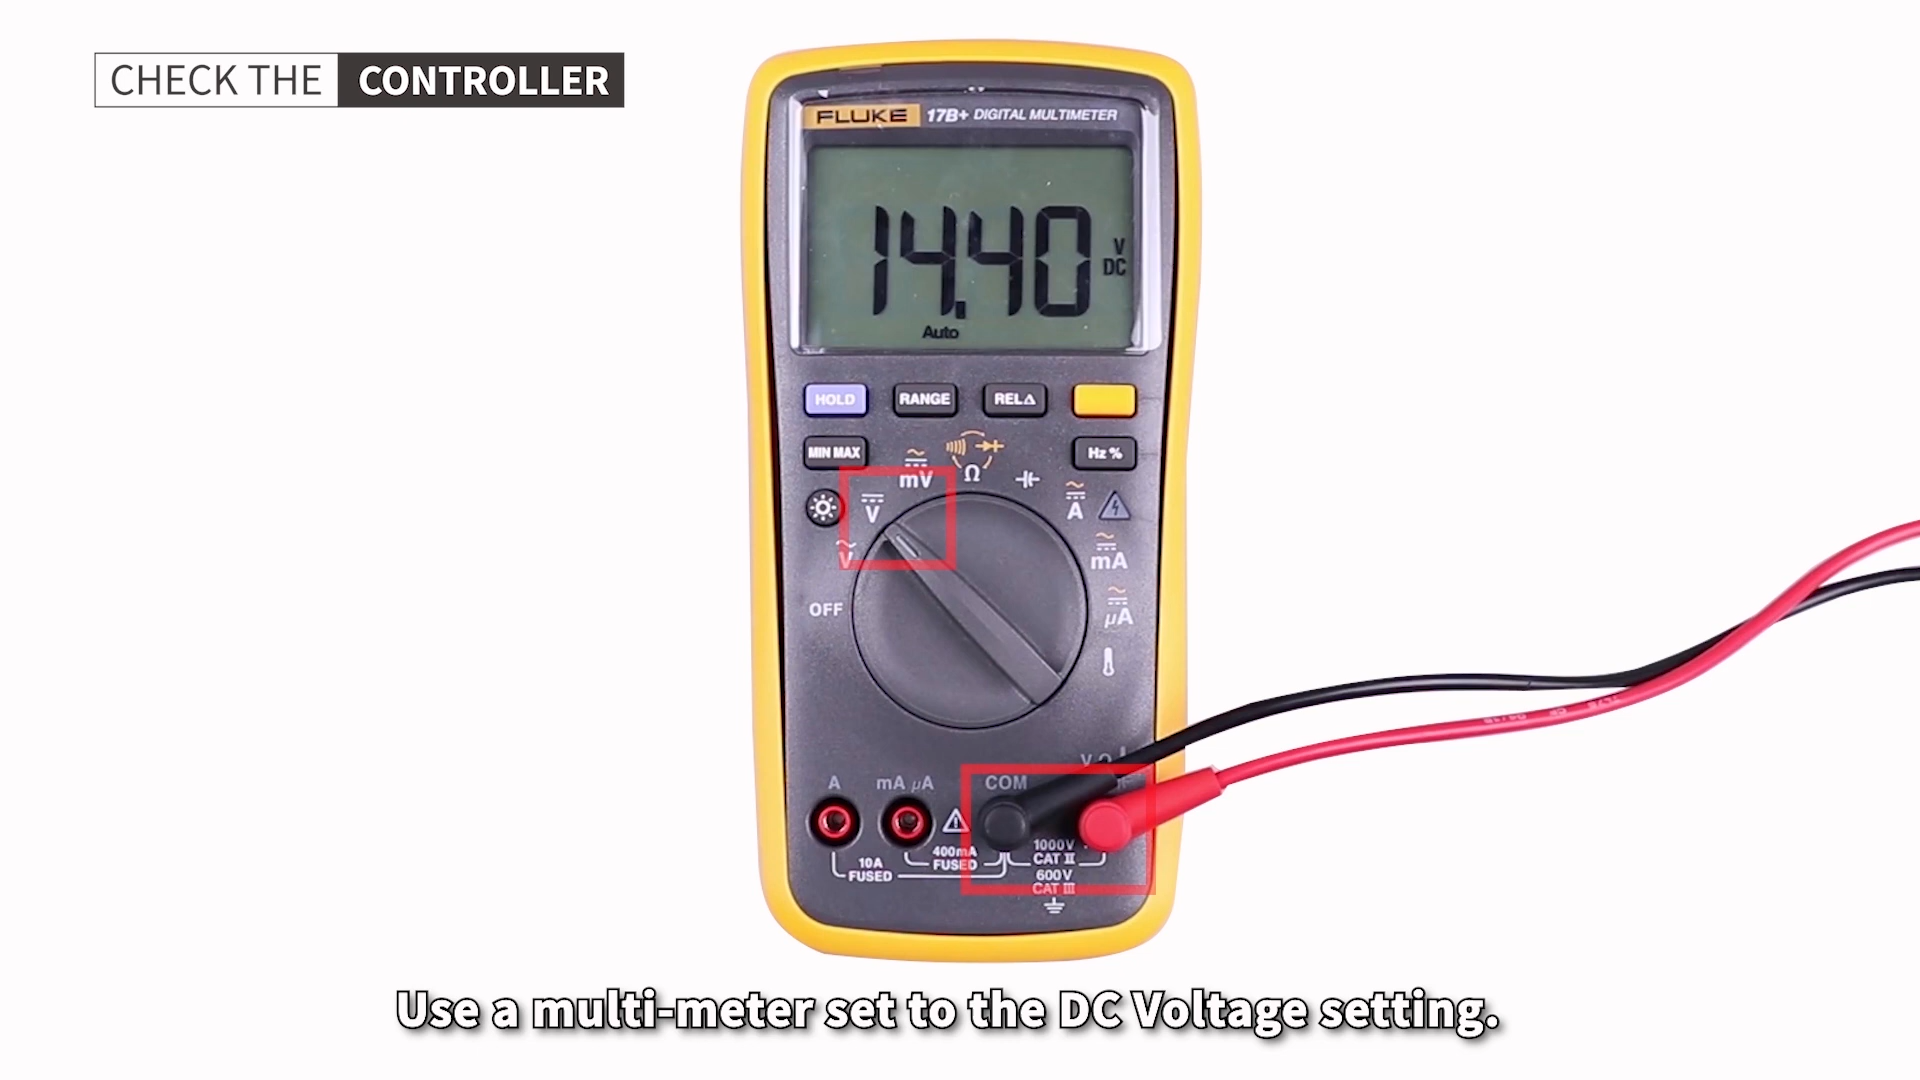 CHECK THE CONTROLLER
FLUKE 17B+ DIGITAL MULTIMETER
14.40 V DC
Auto
HOLD RANGE REL△
MIN MAX Hz %
mV Ω
V A
V mA
OFF µA
A mA µA COM V Ω
400mA FUSED
10A FUSED
1000V CAT II
600V CAT III
Use a multi-meter set to the DC Voltage setting.